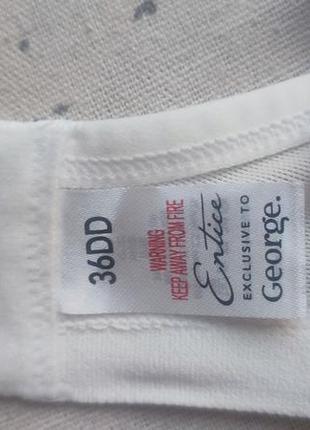 36DD
WARNING
KEEP AWAY FROM FIRE
Entice
EXCLUSIVE TO
George.